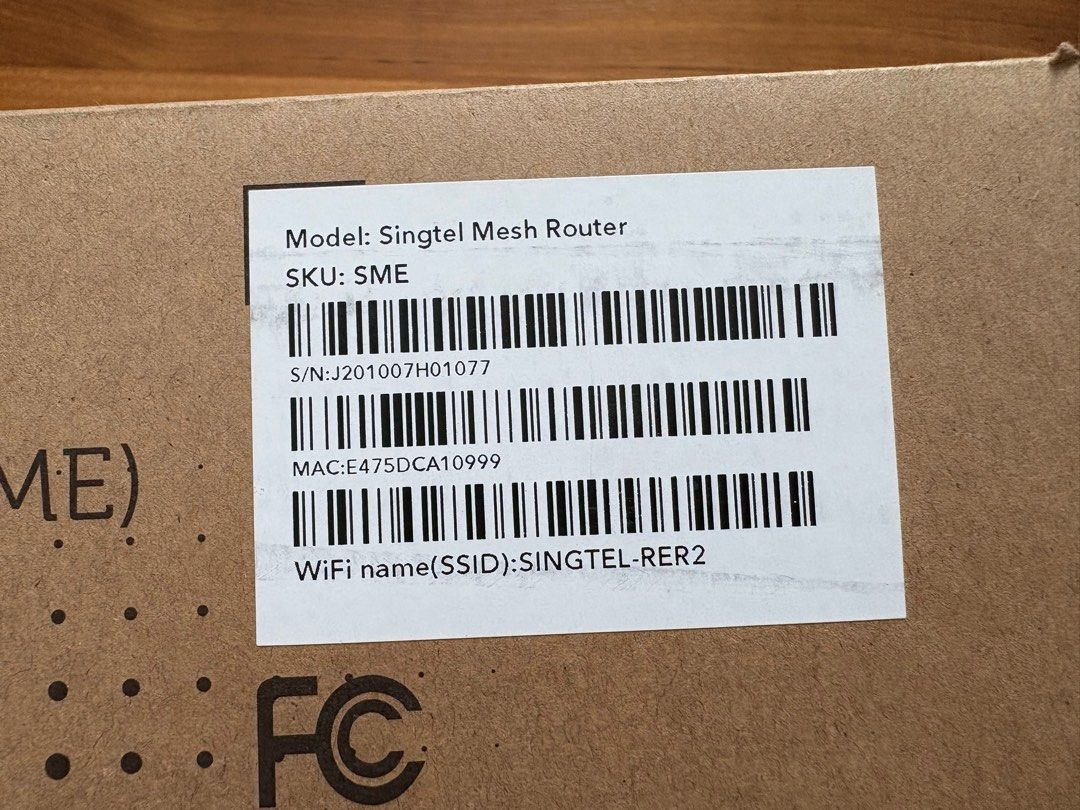 Model: Singtel Mesh Router
SKU: SME
S/N:J201007H01077
MAC:E475DCA10999
WiFi name(SSID):SINGTEL-RER2
ME)
FC